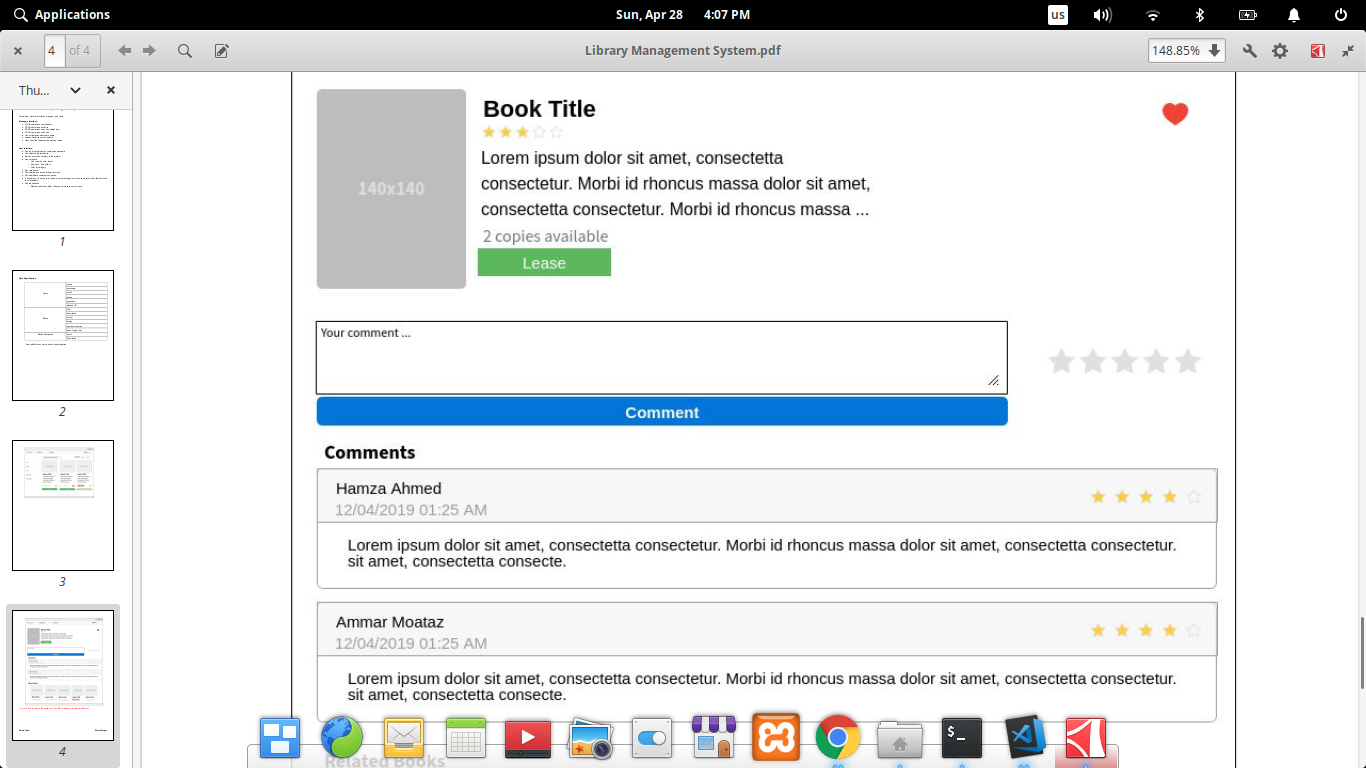 Applications
Sun, Apr 28 4:07 PM
us
4 of 4
Library Management System.pdf
148.85%
Thu...
1
2
3
4
140x140
Book Title
Lorem ipsum dolor sit amet, consectetta
consectetur. Morbi id rhoncus massa dolor sit amet,
consectetta consectetur. Morbi id rhoncus massa ...
2 copies available
Lease
Your comment ...
Comment
Comments
Hamza Ahmed
12/04/2019 01:25 AM
Lorem ipsum dolor sit amet, consectetta consectetur. Morbi id rhoncus massa dolor sit amet, consectetta consectetur.
sit amet, consectetta consecte.
Ammar Moataz
12/04/2019 01:25 AM
Lorem ipsum dolor sit amet, consectetta consectetur. Morbi id rhoncus massa dolor sit amet, consectetta consectetur.
sit amet, consectetta consecte.
Related Books
$_